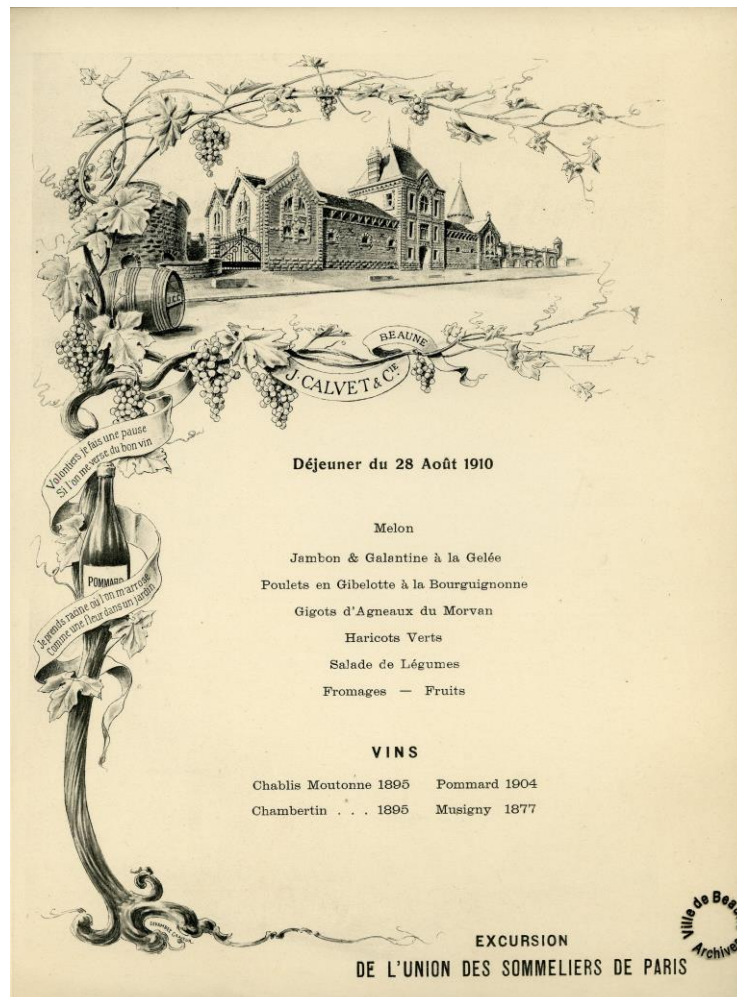 J.C&C
BEAUNE
J. CALVET & CIE
Volontiers je fais une pause
Si l'on me verse du bon vin
POMMARD
Je prends racine où l'on m'arrose
Comme une fleur dans un jardin
Déjeuner du 28 Août 1910
Melon
Jambon & Galantine à la Gelée
Poulets en Gibelotte à la Bourguignonne
Gigots d'Agneaux du Morvan
Haricots Verts
Salade de Légumes
Fromages — Fruits
VINS
Chablis Moutonne 1895 Pommard 1904
Chambertin . . . 1895 Musigny 1877
Ville de Beau
Archives
EXCURSION
DE L'UNION DES SOMMELIERS DE PARIS